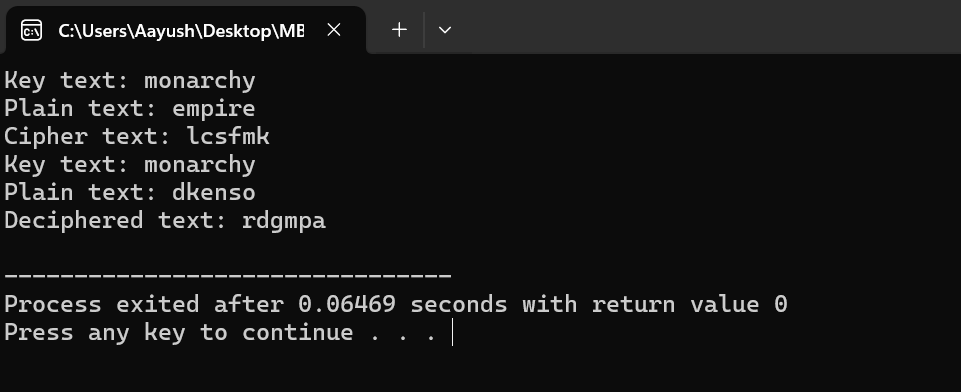 C:\Users\Aayush\Desktop\ME
Key text: monarchy
Plain text: empire
Cipher text: lcsfmk
Key text: monarchy
Plain text: dkenso
Deciphered text: rdgmpa
--------------------------------
Process exited after 0.06469 seconds with return value 0
Press any key to continue . . .